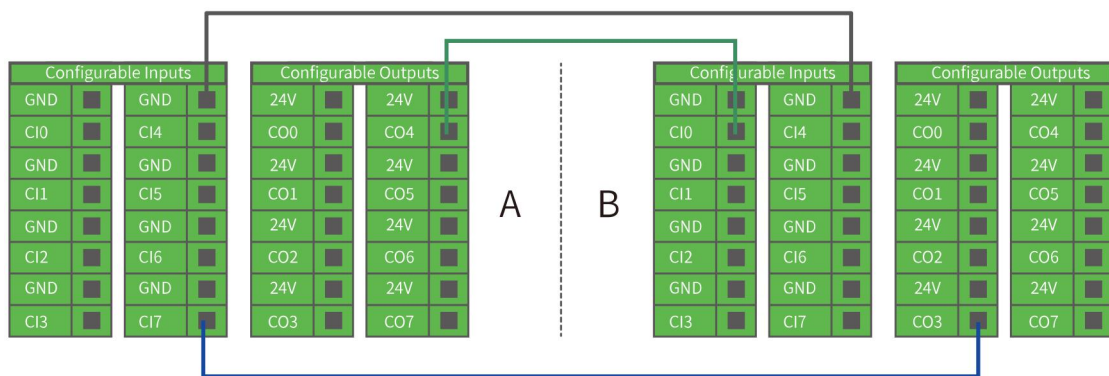 Configurable Inputs
GND GND
CI0 CI4
GND GND
CI1 CI5
GND GND
CI2 CI6
GND GND
CI3 CI7
Configurable Outputs
24V 24V
CO0 CO4
24V 24V
CO1 CO5
24V 24V
CO2 CO6
24V 24V
CO3 CO7
A
B
Configurable Inputs
GND GND
CI0 CI4
GND GND
CI1 CI5
GND GND
CI2 CI6
GND GND
CI3 CI7
Configurable Outputs
24V 24V
CO0 CO4
24V 24V
CO1 CO5
24V 24V
CO2 CO6
24V 24V
CO3 CO7